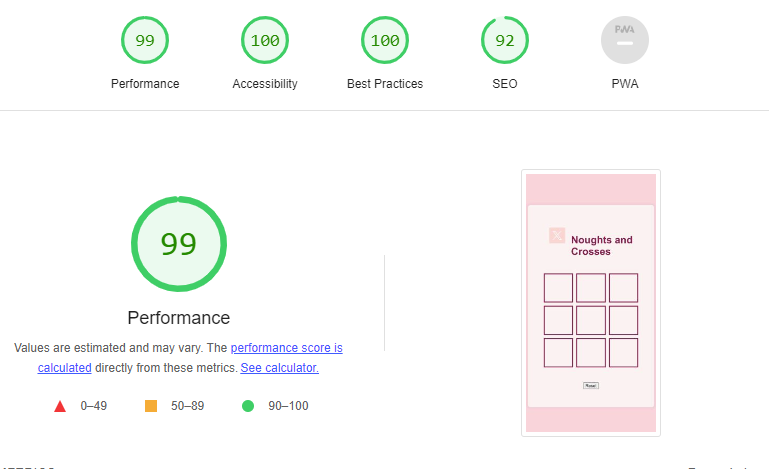 99 100 100 92 PWA
Performance Accessibility Best Practices SEO PWA
99
Performance
Values are estimated and may vary. The performance score is
calculated directly from these metrics. See calculator.
0–49 50–89 90–100
Noughts and
Crosses
Reset